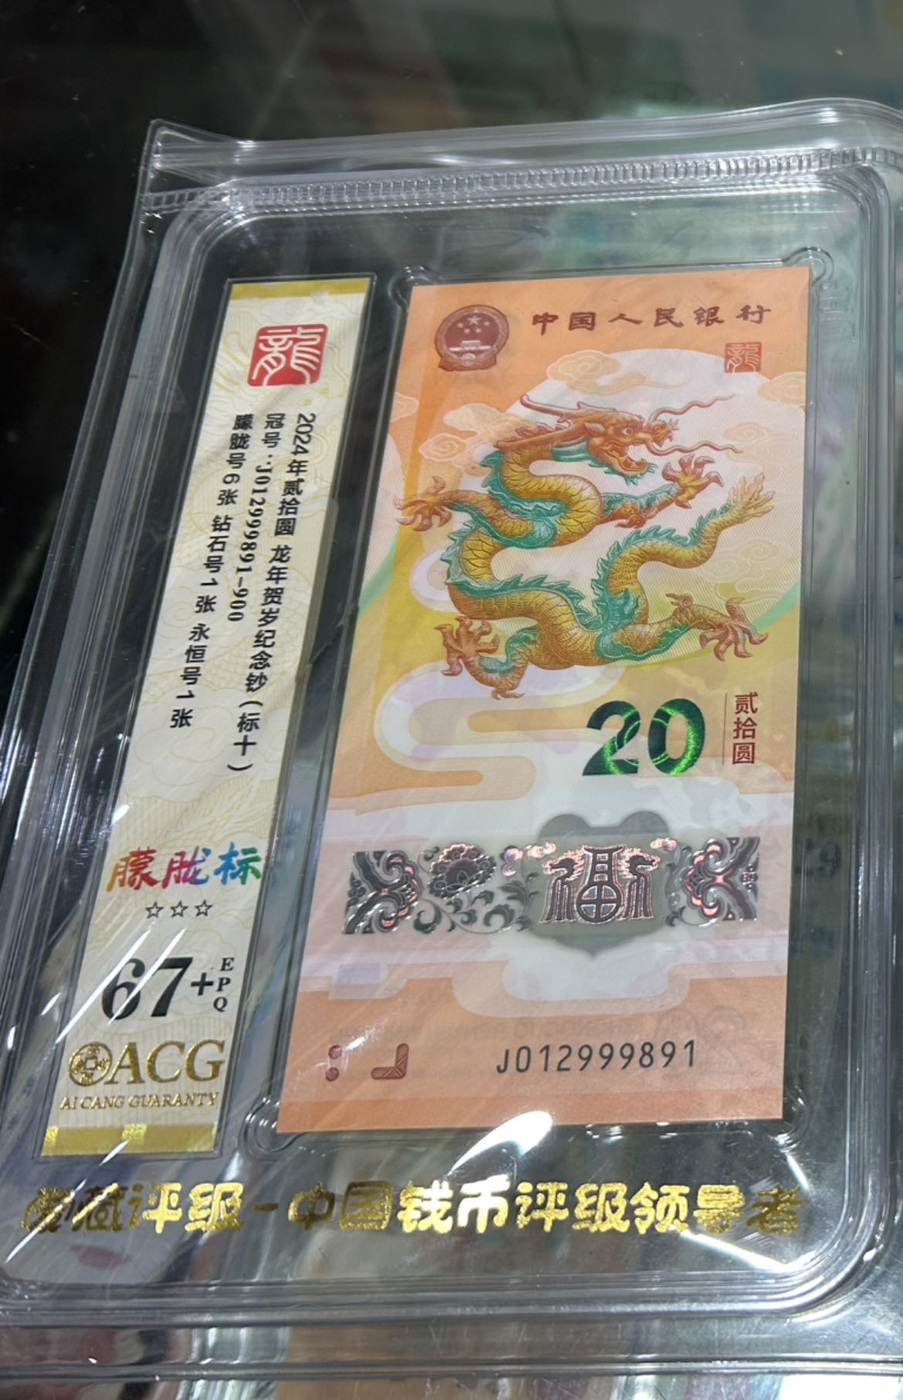 龍
2024年贰拾圆 龙年贺岁纪念钞(标十)
冠号:J012999891-900
朦胧号6张 钻石号1张 永恒号1张
朦胧标
☆☆☆
67+
EPQ
ACG
AI CANG GUARANTY
中国人民银行
龍
20
贰拾圆
福
J012999891
爱藏评级-中国钱币评级领导者